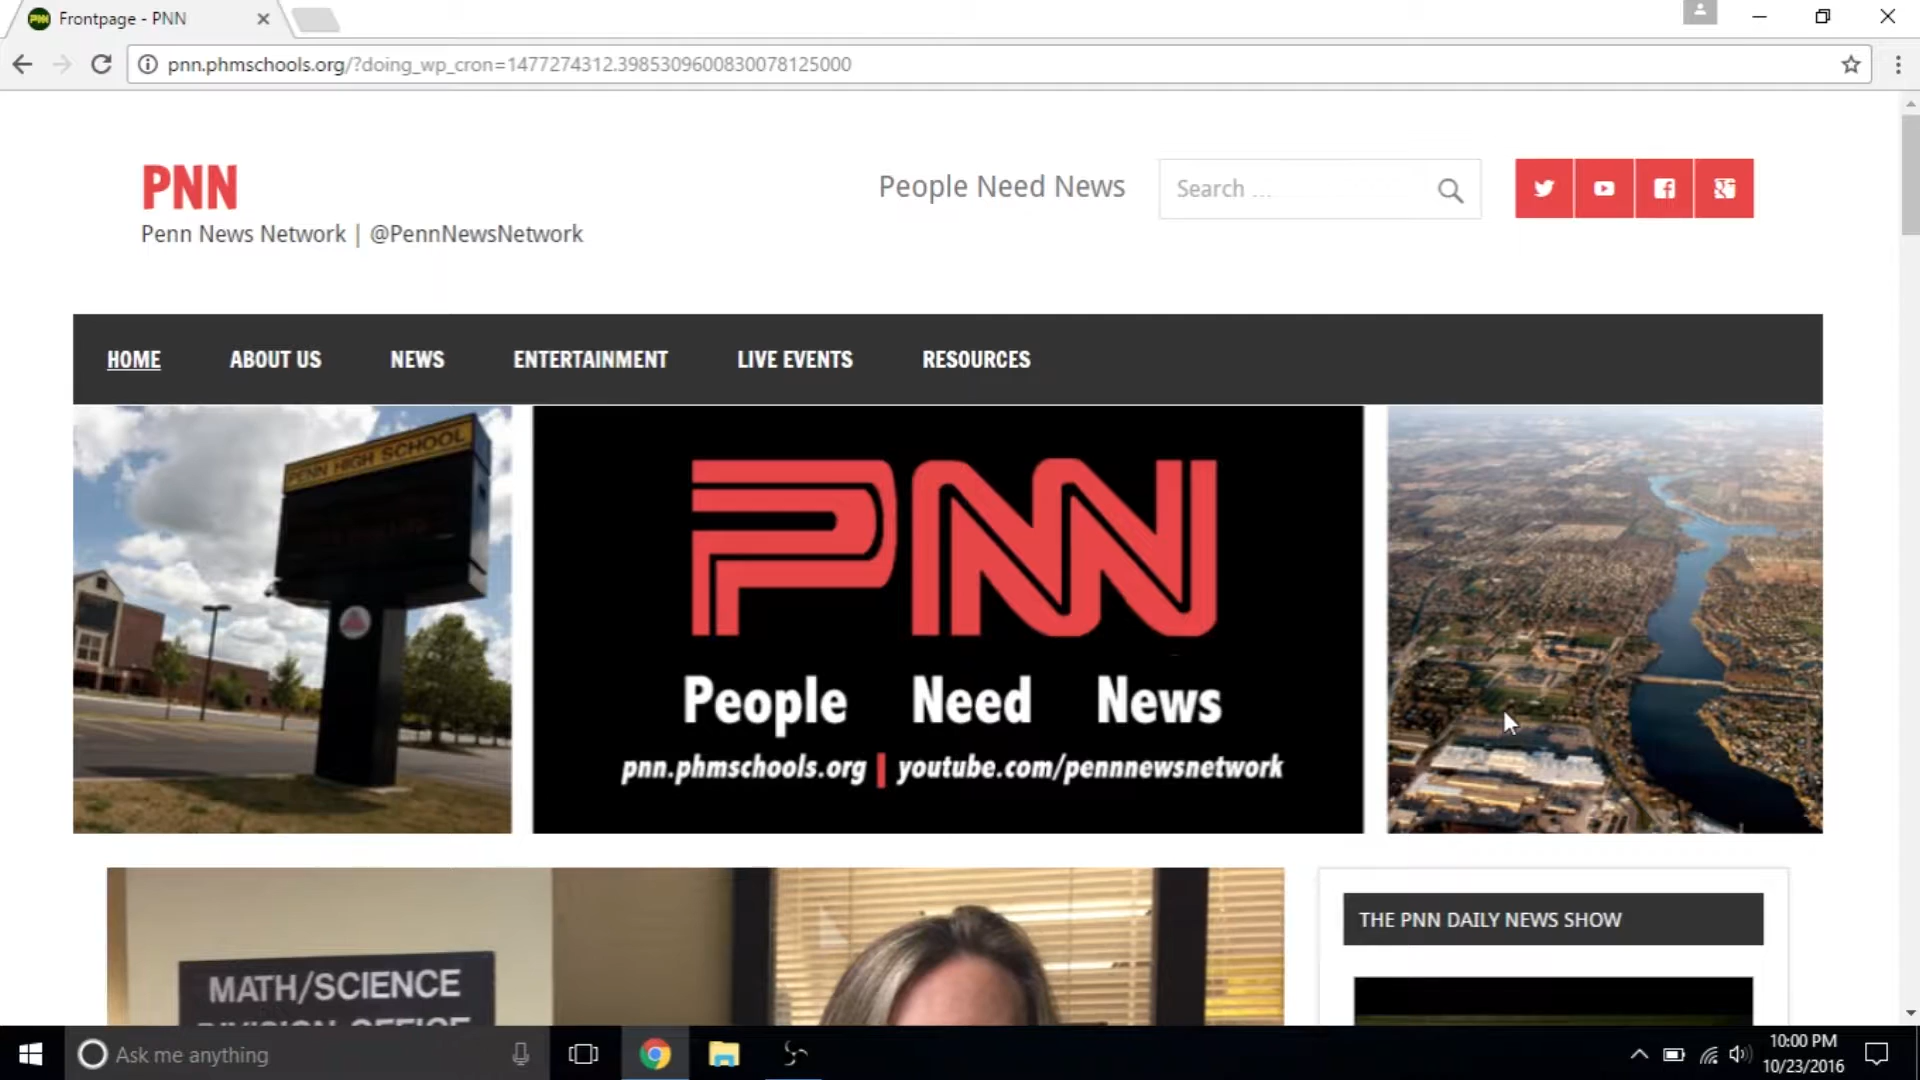 Frontpage - PNN
pnn.phmschools.org/?doing_wp_cron=1477274312.3985309600830078125000
PNN
Penn News Network | @PennNewsNetwork
People Need News
Search ...
HOME ABOUT US NEWS ENTERTAINMENT LIVE EVENTS RESOURCES
PENN HIGH SCHOOL
PNN
People Need News
pnn.phmschools.org | youtube.com/pennnewsnetwork
MATH/SCIENCE
DIVISION OFFICE
THE PNN DAILY NEWS SHOW
Ask me anything
10:00 PM
10/23/2016